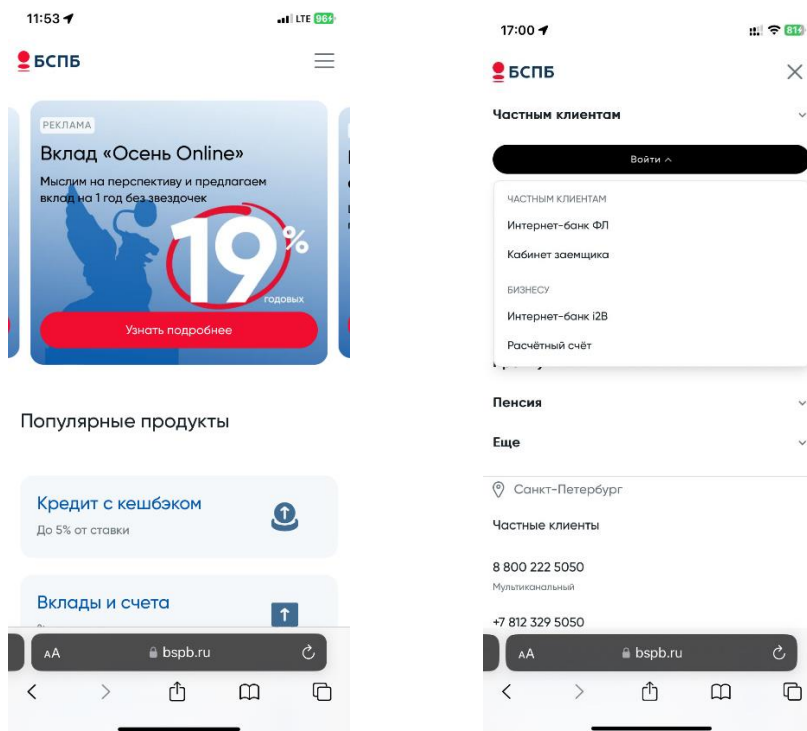 11:53
LTE 96
БСПБ
РЕКЛАМА
Вклад «Осень Online»
Мыслим на перспективу и предлагаем
вклад на 1 год без звездочек
19%
годовых
Узнать подробнее
Популярные продукты
Кредит с кешбэком
До 5% от ставки
Вклады и счета
AA
bspb.ru
17:00
81
БСПБ
Частным клиентам
Войти
ЧАСТНЫМ КЛИЕНТАМ
Интернет-банк ФЛ
Кабинет заемщика
БИЗНЕСУ
Интернет-банк i2B
Расчётный счёт
Пенсия
Еще
Санкт-Петербург
Частные клиенты
8 800 222 5050
Мультиканальный
+7 812 329 5050
AA
bspb.ru